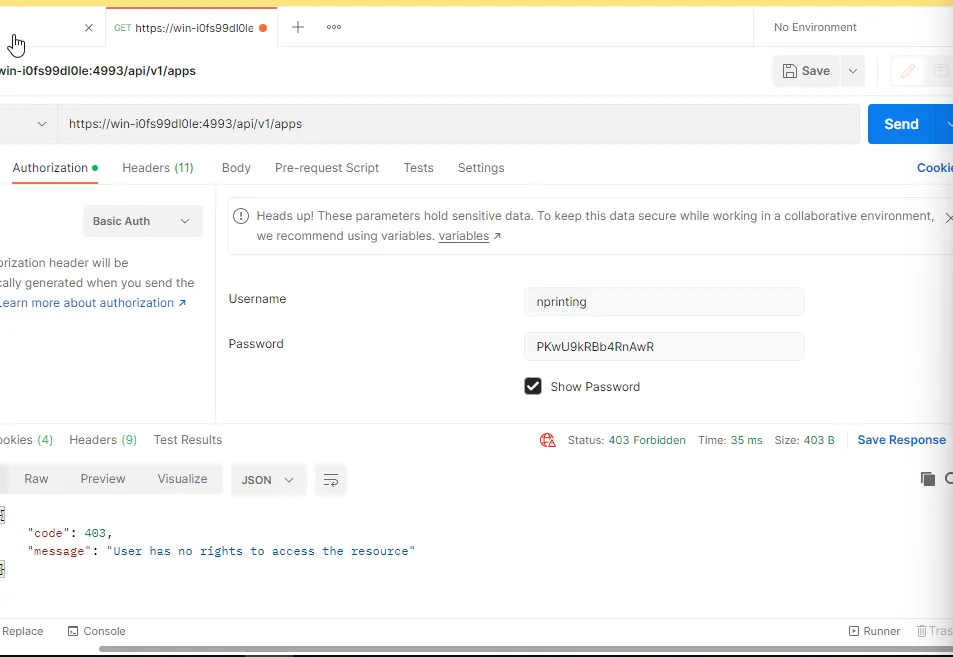 GET https://win-i0fs99dl0le
No Environment
win-i0fs99dl0le:4993/api/v1/apps
Save
https://win-i0fs99dl0le:4993/api/v1/apps
Send
Authorization Headers (11) Body Pre-request Script Tests Settings Cookie
Basic Auth
Heads up! These parameters hold sensitive data. To keep this data secure while working in a collaborative environment,
we recommend using variables. variables ↗
orization header will be
cally generated when you send the
Learn more about authorization ↗
Username nprinting
Password PKwU9kRBb4RnAwR
Show Password
ookies (4) Headers (9) Test Results Status: 403 Forbidden Time: 35 ms Size: 403 B Save Response
Raw Preview Visualize JSON
{
"code": 403,
"message": "User has no rights to access the resource"
}
Replace Console Runner Tras